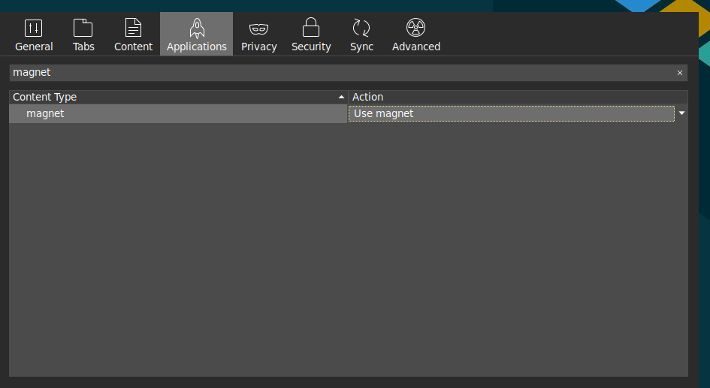 General Tabs Content Applications Privacy Security Sync Advanced
magnet
Content Type Action
magnet Use magnet